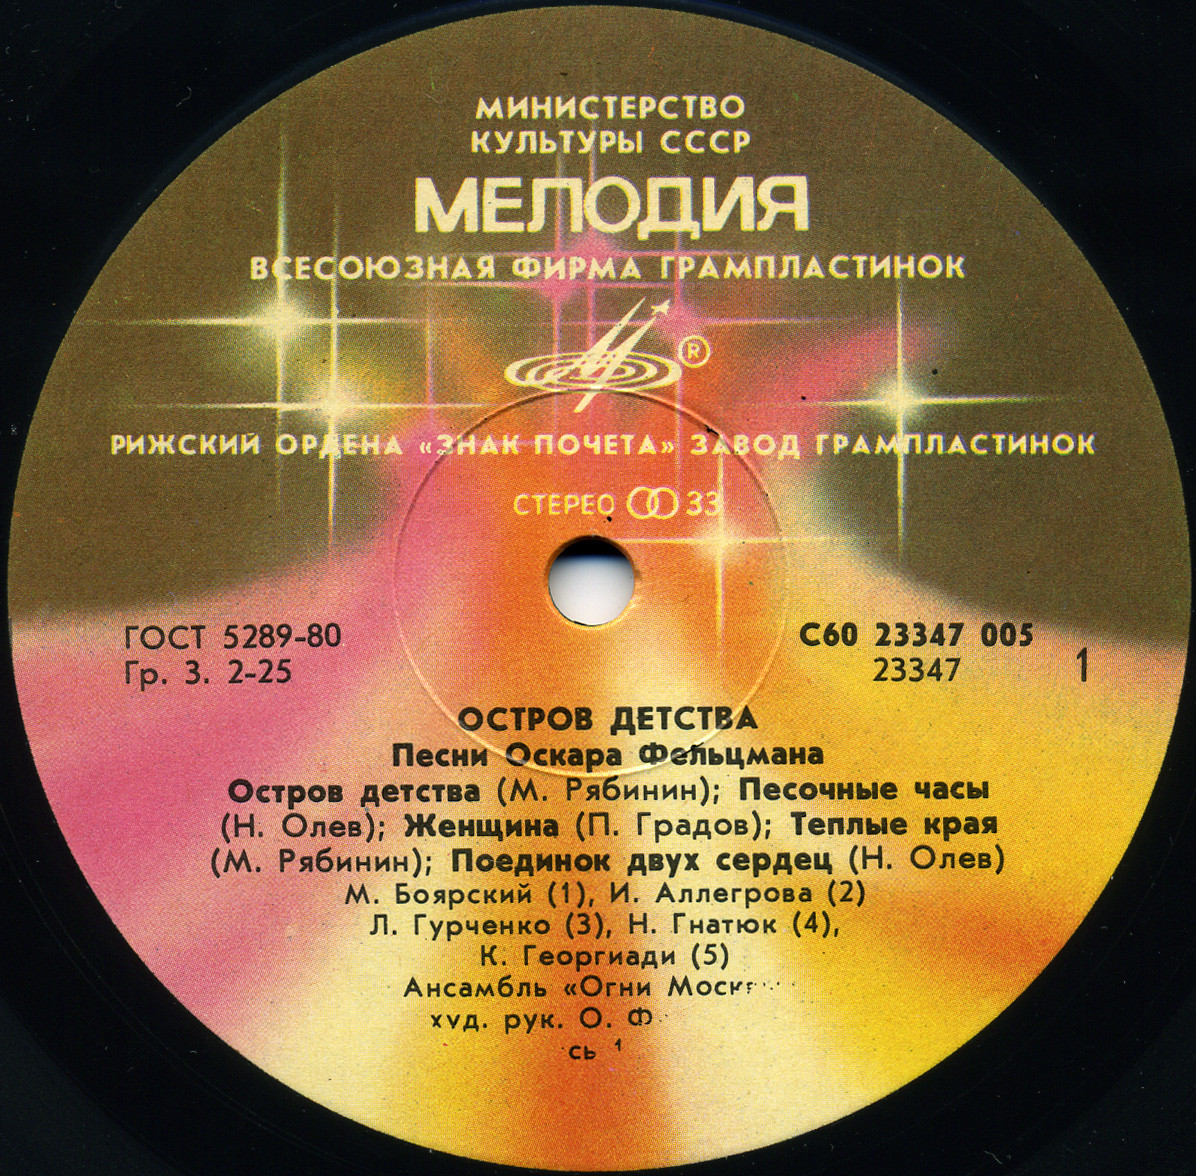 МИНИСТЕРСТВО
КУЛЬТУРЫ СССР
МЕЛОДИЯ
ВСЕСОЮЗНАЯ ФИРМА ГРАМПЛАСТИНОК
®
РИЖСКИЙ ОРДЕНА «ЗНАК ПОЧЕТА» ЗАВОД ГРАМПЛАСТИНОК
СТЕРЕО 33
ГОСТ 5289-80
Гр. 3. 2-25
С60 23347 005
23347
1
ОСТРОВ ДЕТСТВА
Песни Оскара Фельцмана
Остров детства (М. Рябинин); Песочные часы
(Н. Олев); Женщина (П. Градов); Теплые края
(М. Рябинин); Поединок двух сердец (Н. Олев)
М. Боярский (1), И. Аллегрова (2)
Л. Гурченко (3), Н. Гнатюк (4),
К. Георгиади (5)
Ансамбль «Огни
худ. рук. О. Ф
сь 1